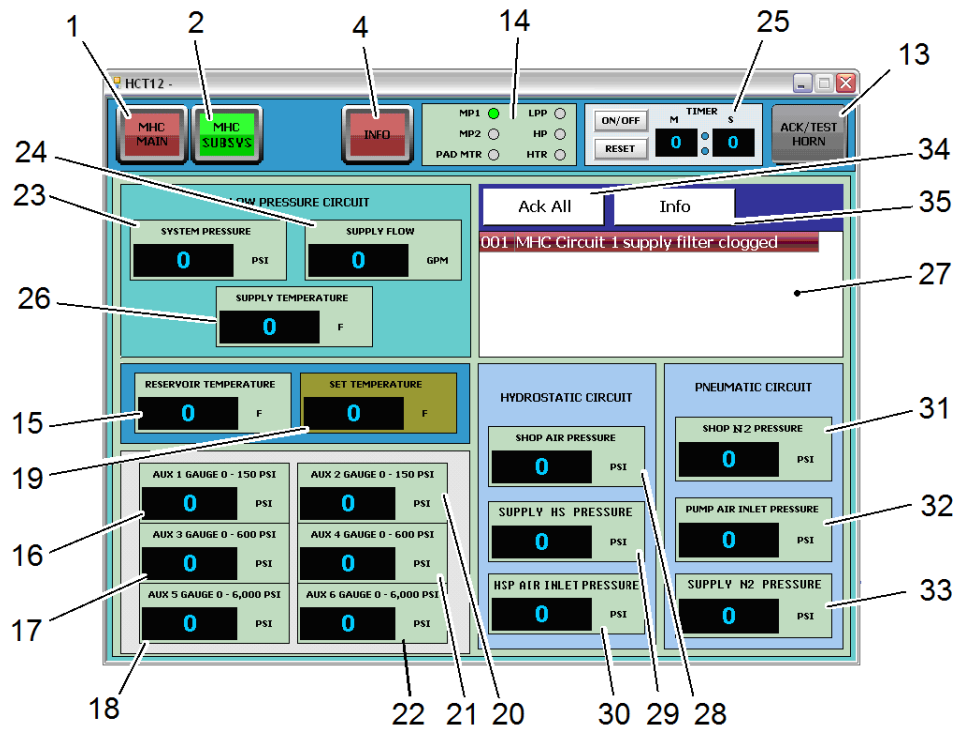 1
2
4
14
25
13
HCT12 -
MHC
MAIN
MHC
SUBSYS
INFO
MP1
LPP
MP2
HP
PAD MTR
HTR
ON/OFF
RESET
TIMER
M
S
0 : 0
ACK/TEST
HORN
24
23
34
35
LOW PRESSURE CIRCUIT
SYSTEM PRESSURE
0 PSI
SUPPLY FLOW
0 GPM
Ack All
Info
001 MHC Circuit 1 supply filter clogged
26
27
SUPPLY TEMPERATURE
0 F
RESERVOIR TEMPERATURE
0 F
SET TEMPERATURE
0 F
15
19
HYDROSTATIC CIRCUIT
SHOP AIR PRESSURE
0 PSI
SUPPLY HS PRESSURE
0 PSI
HSP AIR INLET PRESSURE
0 PSI
PNEUMATIC CIRCUIT
SHOP N2 PRESSURE
0 PSI
PUMP AIR INLET PRESSURE
0 PSI
SUPPLY N2 PRESSURE
0 PSI
31
32
33
AUX 1 GAUGE 0 - 150 PSI
0 PSI
AUX 2 GAUGE 0 - 150 PSI
0 PSI
AUX 3 GAUGE 0 - 600 PSI
0 PSI
AUX 4 GAUGE 0 - 600 PSI
0 PSI
AUX 5 GAUGE 0 - 6,000 PSI
0 PSI
AUX 6 GAUGE 0 - 6,000 PSI
0 PSI
16
17
18
22
21
20
30
29
28